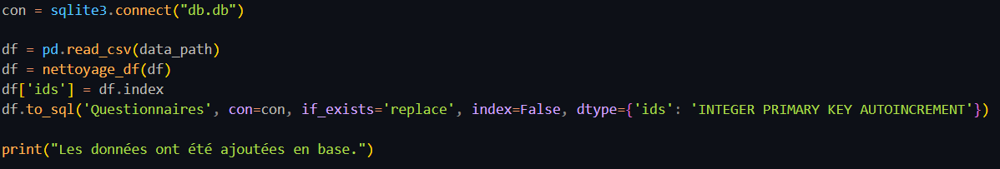 con = sqlite3.connect("db.db")
df = pd.read_csv(data_path)
df = nettoyage_df(df)
df['ids'] = df.index
df.to_sql('Questionnaires', con=con, if_exists='replace', index=False, dtype={'ids': 'INTEGER PRIMARY KEY AUTOINCREMENT'})
print("Les données ont été ajoutées en base.")